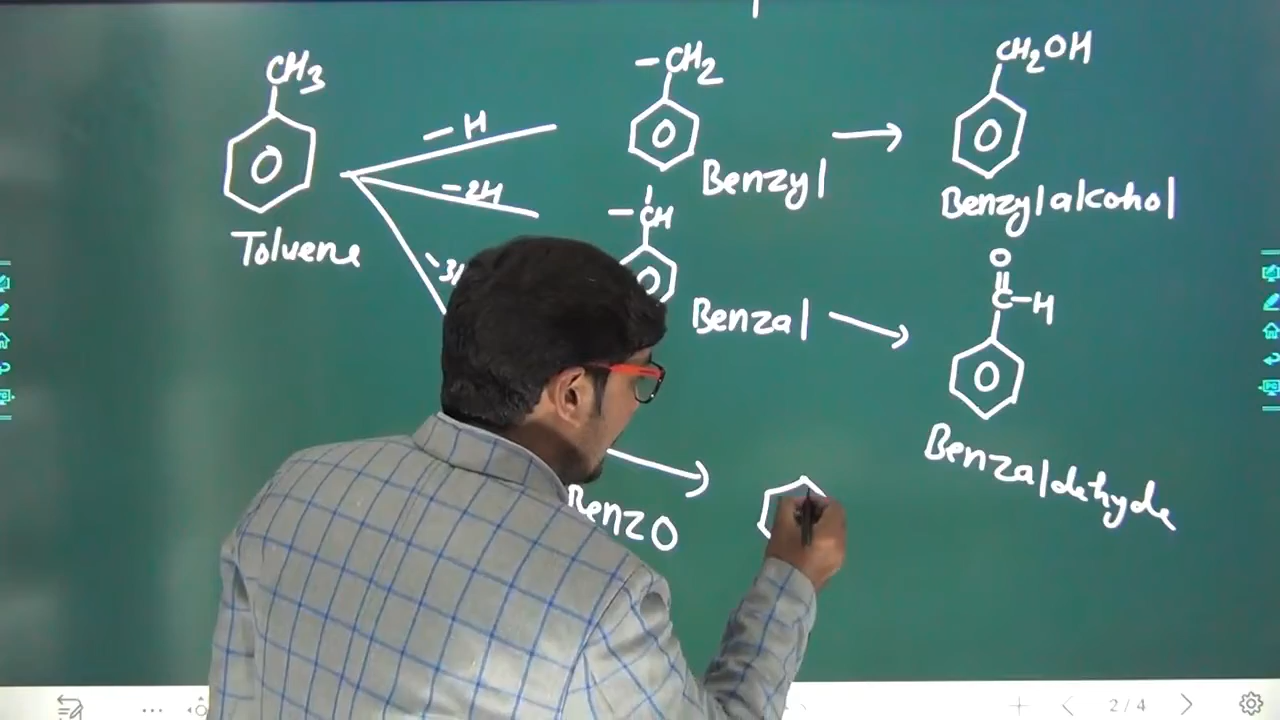 CH3
-H
-2H
Toluene
-CH2
Benzyl
CH2OH
Benzylalcohol
-CH
Benzal
O
C-H
Benzaldehyde
BenzO
2/4